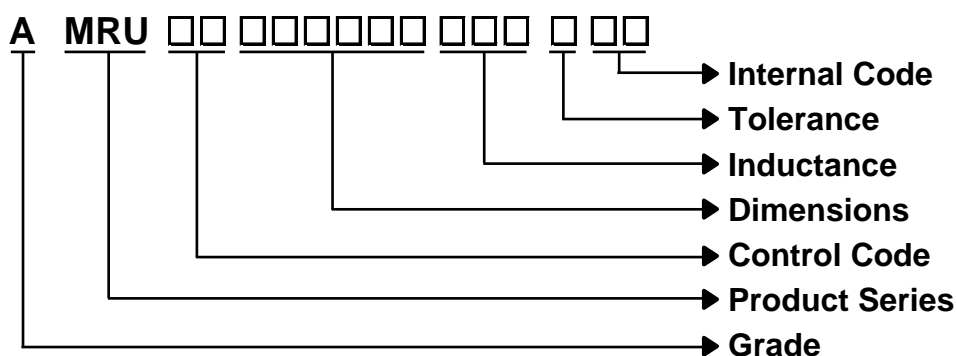 A MRU □□ □□□□□□ □□□ □ □□
Internal Code
Tolerance
Inductance
Dimensions
Control Code
Product Series
Grade